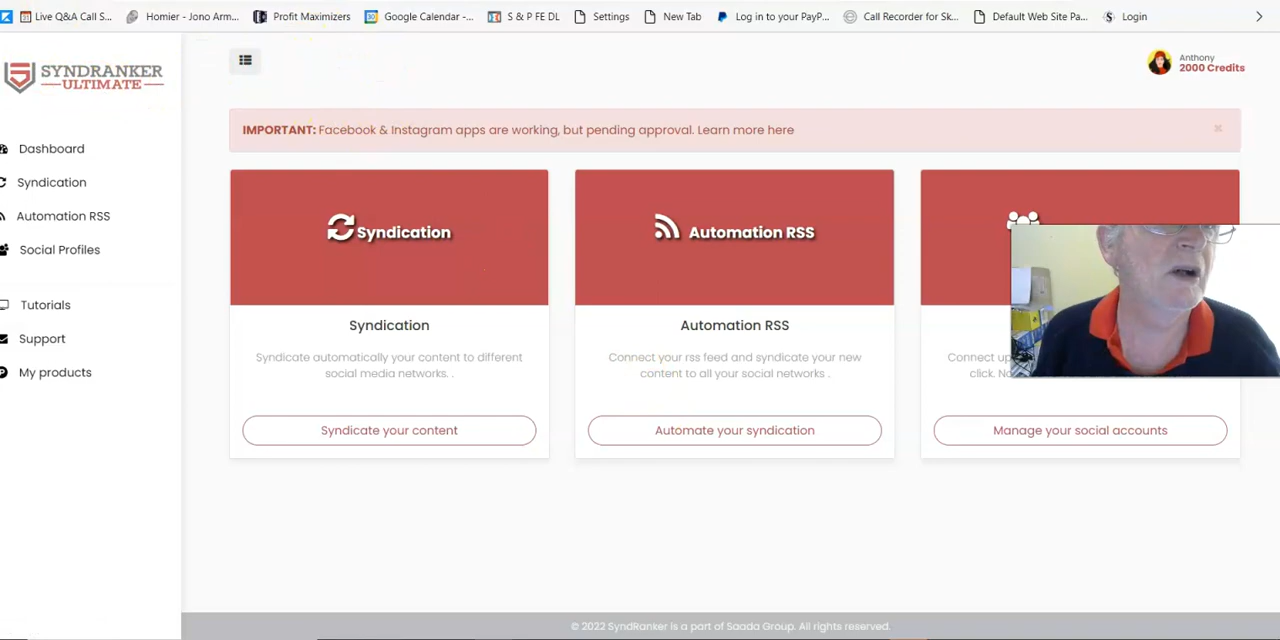 Live Q&A Call S... Homier - Jono Arm... Profit Maximizers Google Calendar -... S & P FE DL Settings New Tab Log in to your PayP... Call Recorder for Sk... Default Web Site Pa... Login
SYNDRANKER
ULTIMATE
Anthony
2000 Credits
Dashboard
Syndication
Automation RSS
Social Profiles
Tutorials
Support
My products
IMPORTANT: Facebook & Instagram apps are working, but pending approval. Learn more here ×
Syndication
Syndication
Syndicate automatically your content to different
social media networks. .
Syndicate your content
Automation RSS
Automation RSS
Connect your rss feed and syndicate your new
content to all your social networks .
Automate your syndication
Connect up
click. No
Manage your social accounts
© 2022 SyndRanker is a part of Saada Group. All rights reserved.